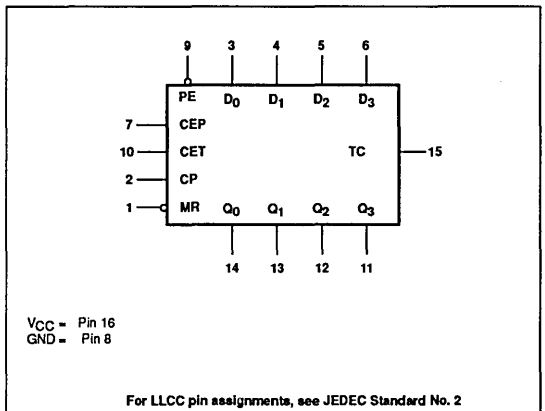 9 3 4 5 6
PE D0 D1 D2 D3
7 CEP
10 CET TC 15
2 CP
1 MR Q0 Q1 Q2 Q3
14 13 12 11
VCC = Pin 16
GND = Pin 8
For LLCC pin assignments, see JEDEC Standard No. 2